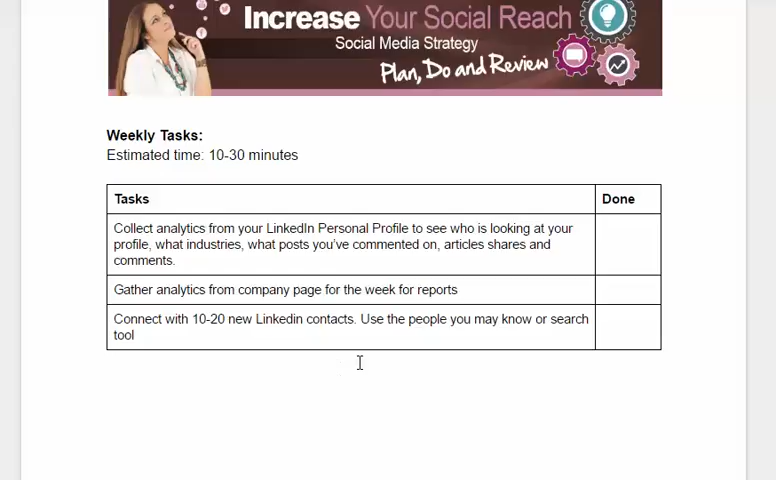 Increase Your Social Reach
Social Media Strategy
Plan, Do and Review
Weekly Tasks:
Estimated time: 10-30 minutes
Tasks
Done
Collect analytics from your LinkedIn Personal Profile to see who is looking at your
profile, what industries, what posts you've commented on, articles shares and
comments.
Gather analytics from company page for the week for reports
Connect with 10-20 new Linkedin contacts. Use the people you may know or search
tool